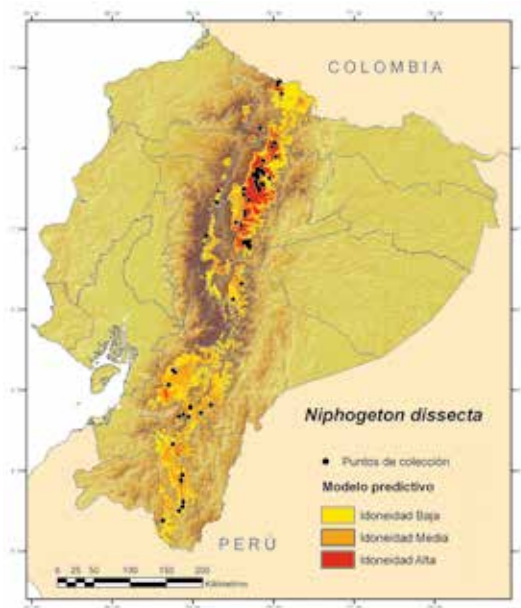 COLOMBIA
Niphogeton dissecta
Puntos de colección
Modelo predictivo
Idoneidad Baja
Idoneidad Media
Idoneidad Alta
PERÚ
0 25 50 100 150 200
Kilómetros